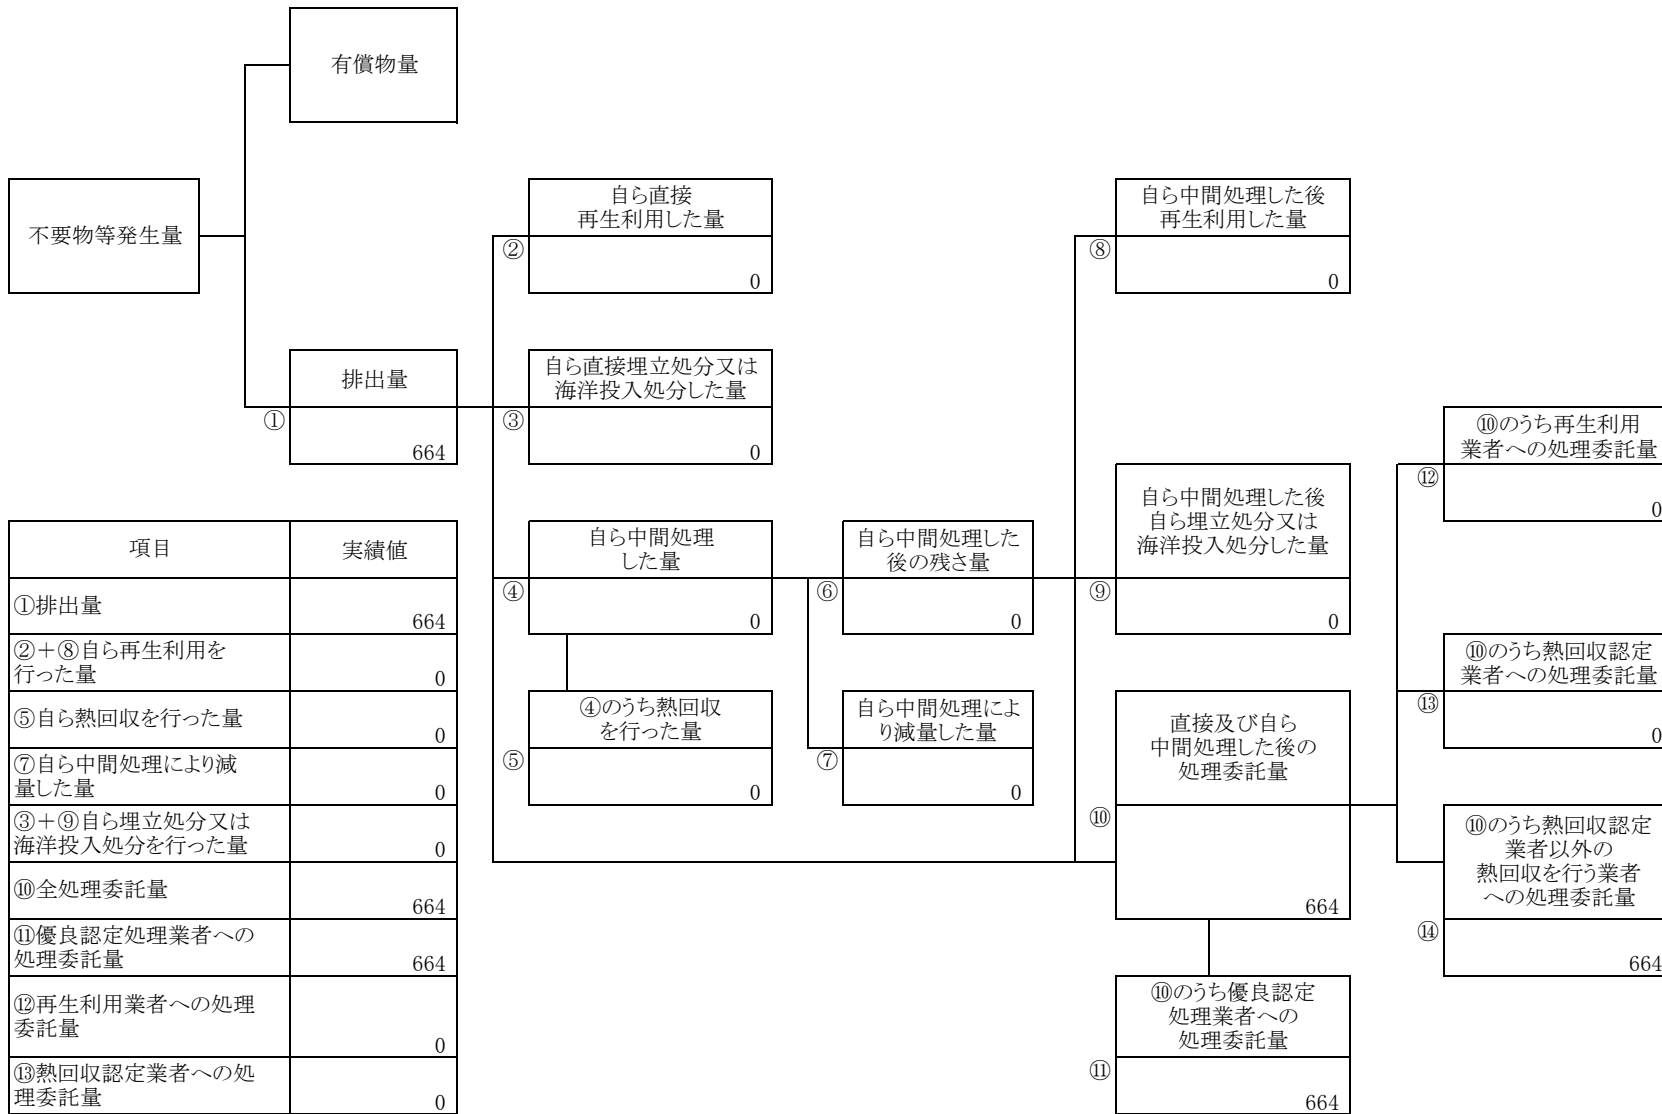 有償物量
不要物等発生量
自ら直接
再生利用した量
②
0
自ら中間処理した後
再生利用した量
⑧
0
排出量
①
664
自ら直接埋立処分又は
海洋投入処分した量
③
0
⑩のうち再生利用
業者への処理委託量
⑫
0
自ら中間処理
した量
④
0
自ら中間処理した
後の残さ量
⑥
0
自ら中間処理した後
自ら埋立処分又は
海洋投入処分した量
⑨
0
⑩のうち熱回収認定
業者への処理委託量
⑬
0
④のうち熱回収
を行った量
⑤
0
自ら中間処理によ
り減量した量
⑦
0
直接及び自ら
中間処理した後の
処理委託量
⑩
664
⑩のうち熱回収認定
業者以外の
熱回収を行う業者
への処理委託量
⑭
664
⑩のうち優良認定
処理業者への
処理委託量
⑪
664
項目 実績値
①排出量
664
②+⑧自ら再生利用を
行った量
0
⑤自ら熱回収を行った量
0
⑦自ら中間処理により減
量した量
0
③+⑨自ら埋立処分又は
海洋投入処分を行った量
0
⑩全処理委託量
664
⑪優良認定処理業者への
処理委託量
664
⑫再生利用業者への処理
委託量
0
⑬熱回収認定業者への処
理委託量
0